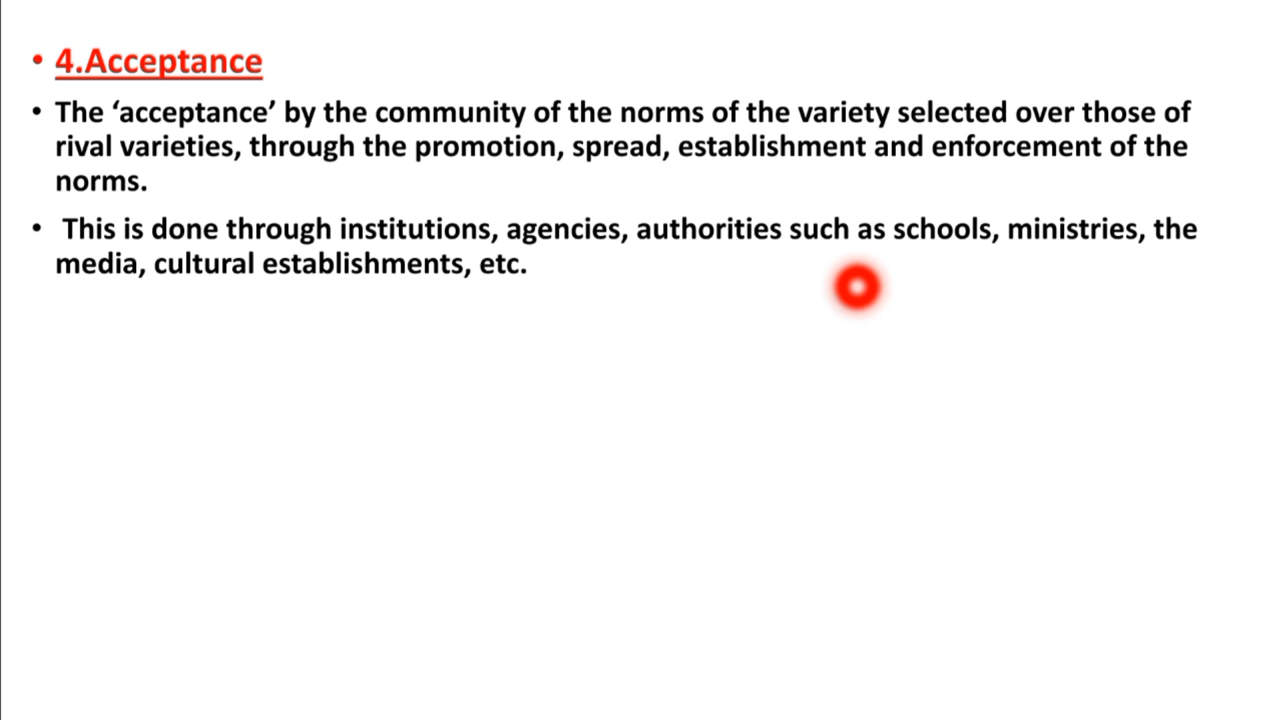 • 4.Acceptance
• The ‘acceptance’ by the community of the norms of the variety selected over those of
rival varieties, through the promotion, spread, establishment and enforcement of the
norms.
• This is done through institutions, agencies, authorities such as schools, ministries, the
media, cultural establishments, etc.